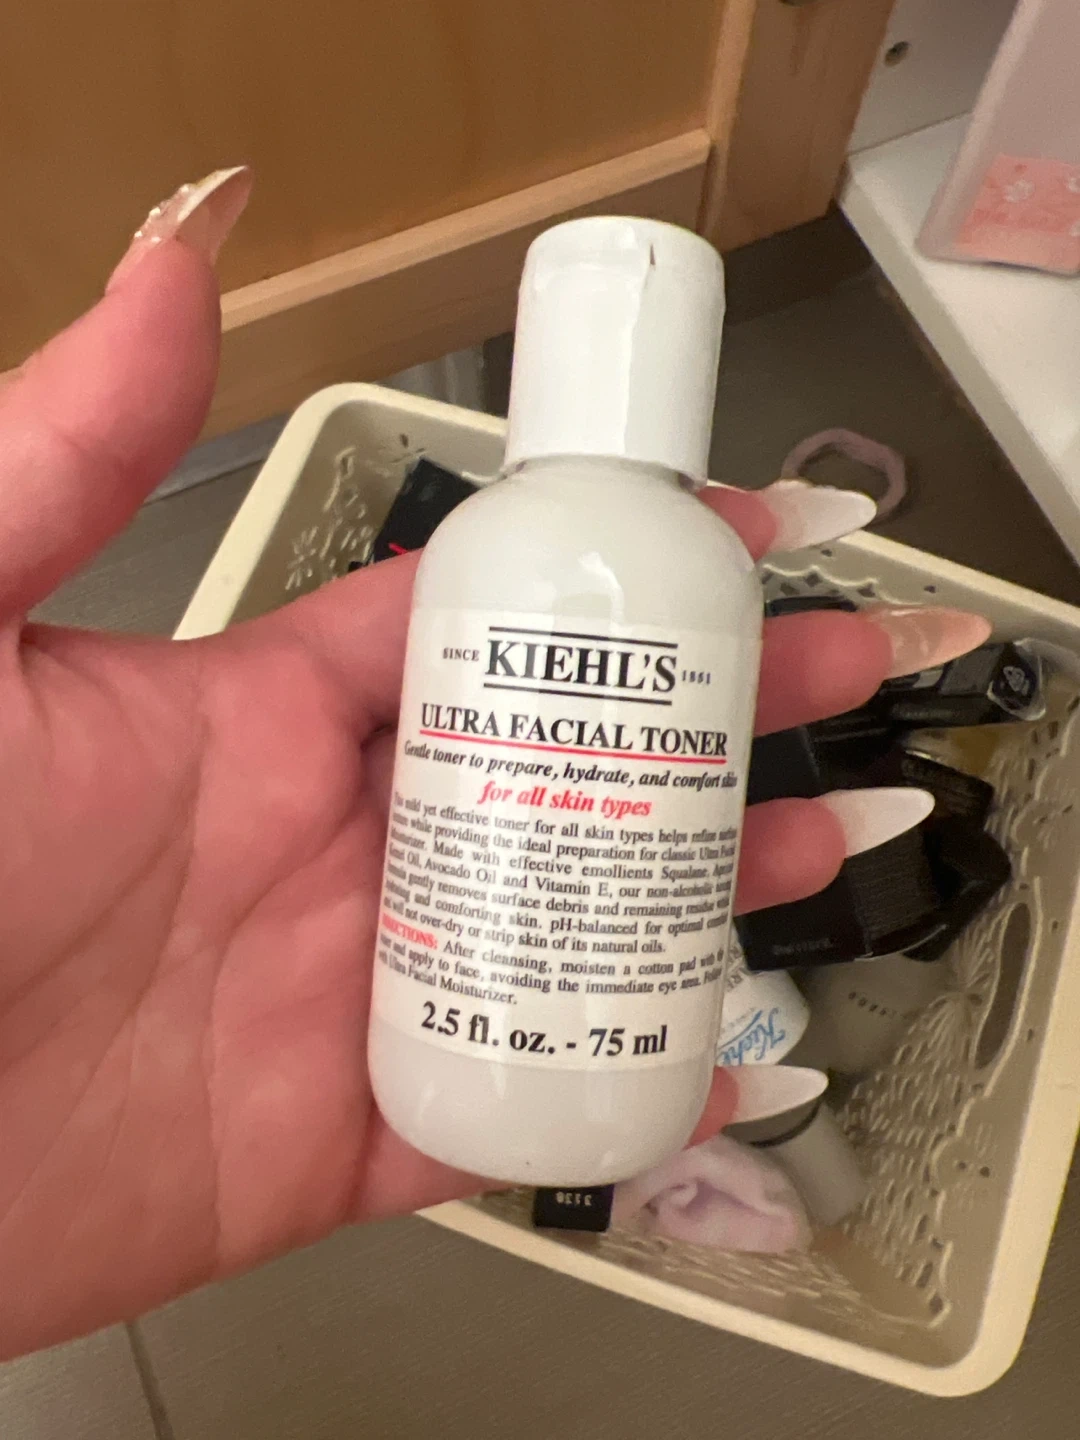 SINCE KIEHL'S 1851
ULTRA FACIAL TONER
Gentle toner to prepare, hydrate, and comfort skin
for all skin types
This mild yet effective toner for all skin types helps refine surface
while providing the ideal preparation for classic Ultra Facial
Moisturizer. Made with effective emollients Squalane, Apricot
Kernel Oil, Avocado Oil and Vitamin E, our non-alcoholic
formula gently removes surface debris and remaining residue while
and comforting skin. pH-balanced for optimal
will not over-dry or strip skin of its natural oils.
DIRECTIONS: After cleansing, moisten a cotton pad with
and apply to face, avoiding the immediate eye area. Follow
with Ultra Facial Moisturizer.
2.5 fl. oz. - 75 ml
Kiehl